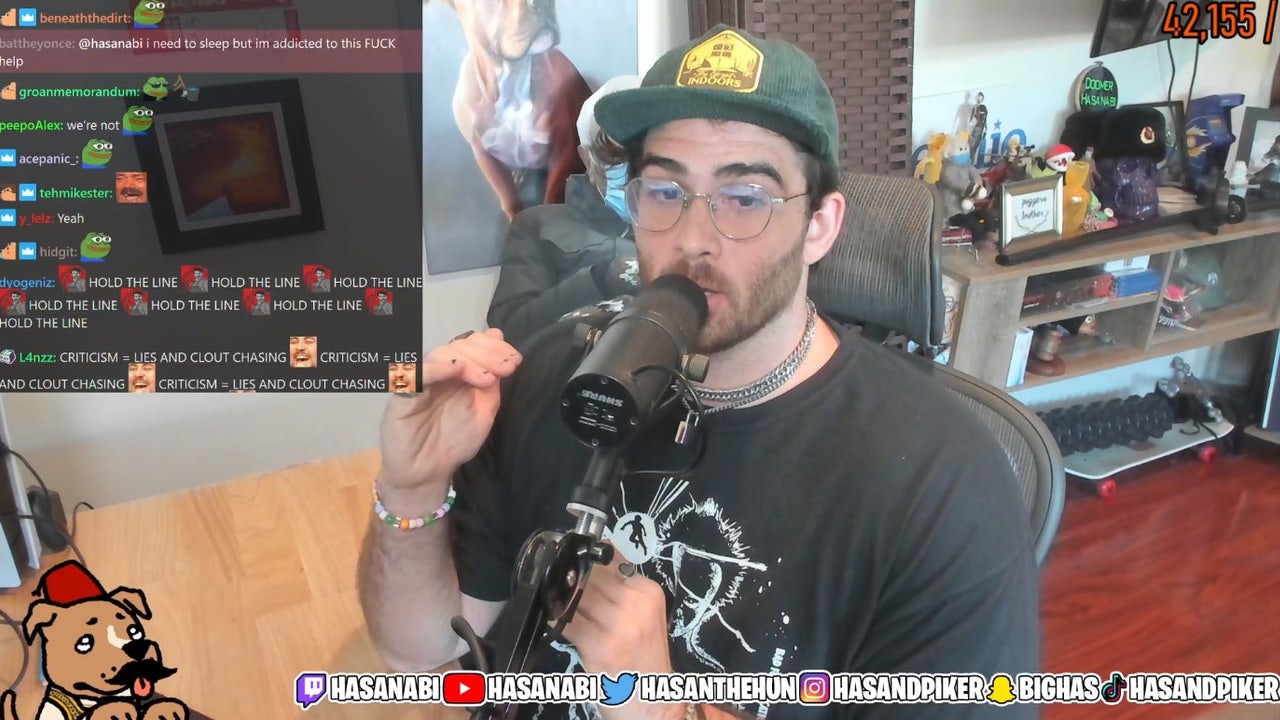 beneaththedirt:
battheyonce: @hasanabi i need to sleep but im addicted to this FUCK
help
groanmemorandum:
peepoAlex: we're not
acepanic_:
tehmikester:
y_lelz: Yeah
hidgit:
dyogeniz: HOLD THE LINE HOLD THE LINE HOLD THE LINE
HOLD THE LINE HOLD THE LINE HOLD THE LINE
HOLD THE LINE
L4nzz: CRITICISM = LIES AND CLOUT CHASING CRITICISM = LIES
AND CLOUT CHASING CRITICISM = LIES AND CLOUT CHASING
42,155 /
INDOORS
DOOMER
HASANABI
SHURE
HASANABI HASANABI HASANTHEHUN HASANDPIKER BIGHAS HASANDPIKER